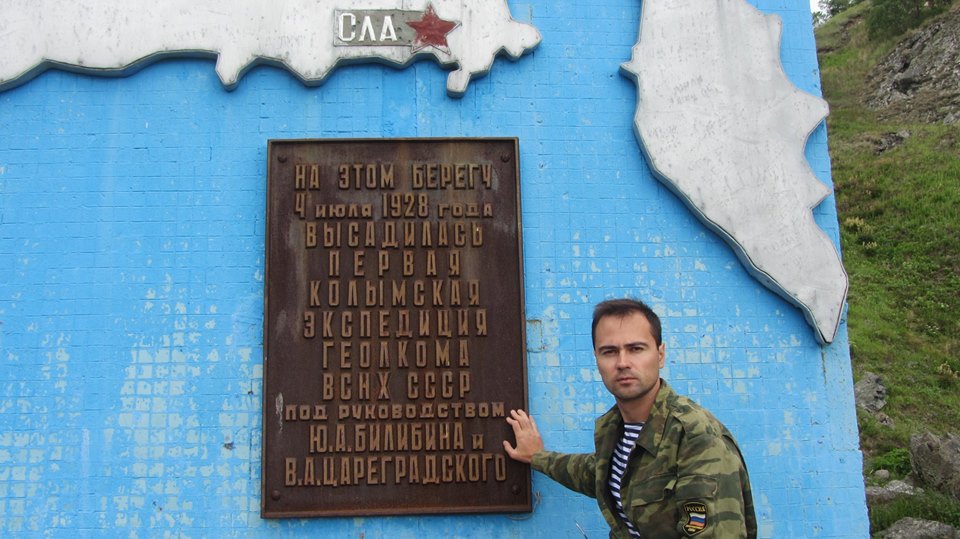 СЛА
НА ЭТОМ БЕРЕГУ
4 июля 1928 года
ВЫСАДИЛАСЬ
ПЕРВАЯ
КОЛЫМСКАЯ
ЭКСПЕДИЦИЯ
ГЕОЛКОМА
ВСНХ СССР
ПОД РУКОВОДСТВОМ
Ю.А.БИЛИБИНА и
В.А.ЦАРЕГРАДСКОГО
РОССИЯ